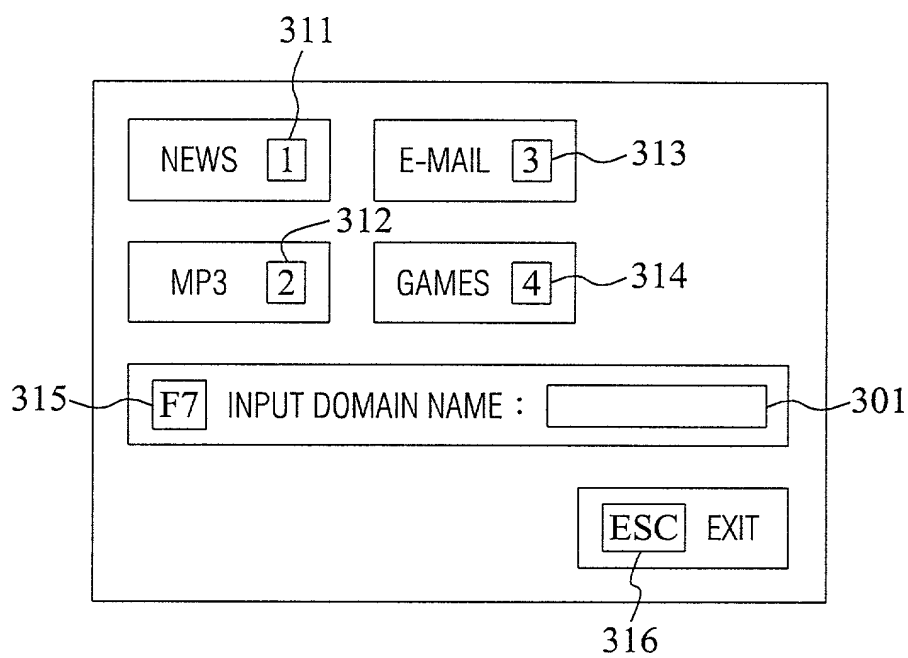 311
NEWS 1 E-MAIL 3 313
312
MP3 2 GAMES 4 314
315 F7 INPUT DOMAIN NAME : 301
ESC EXIT
316